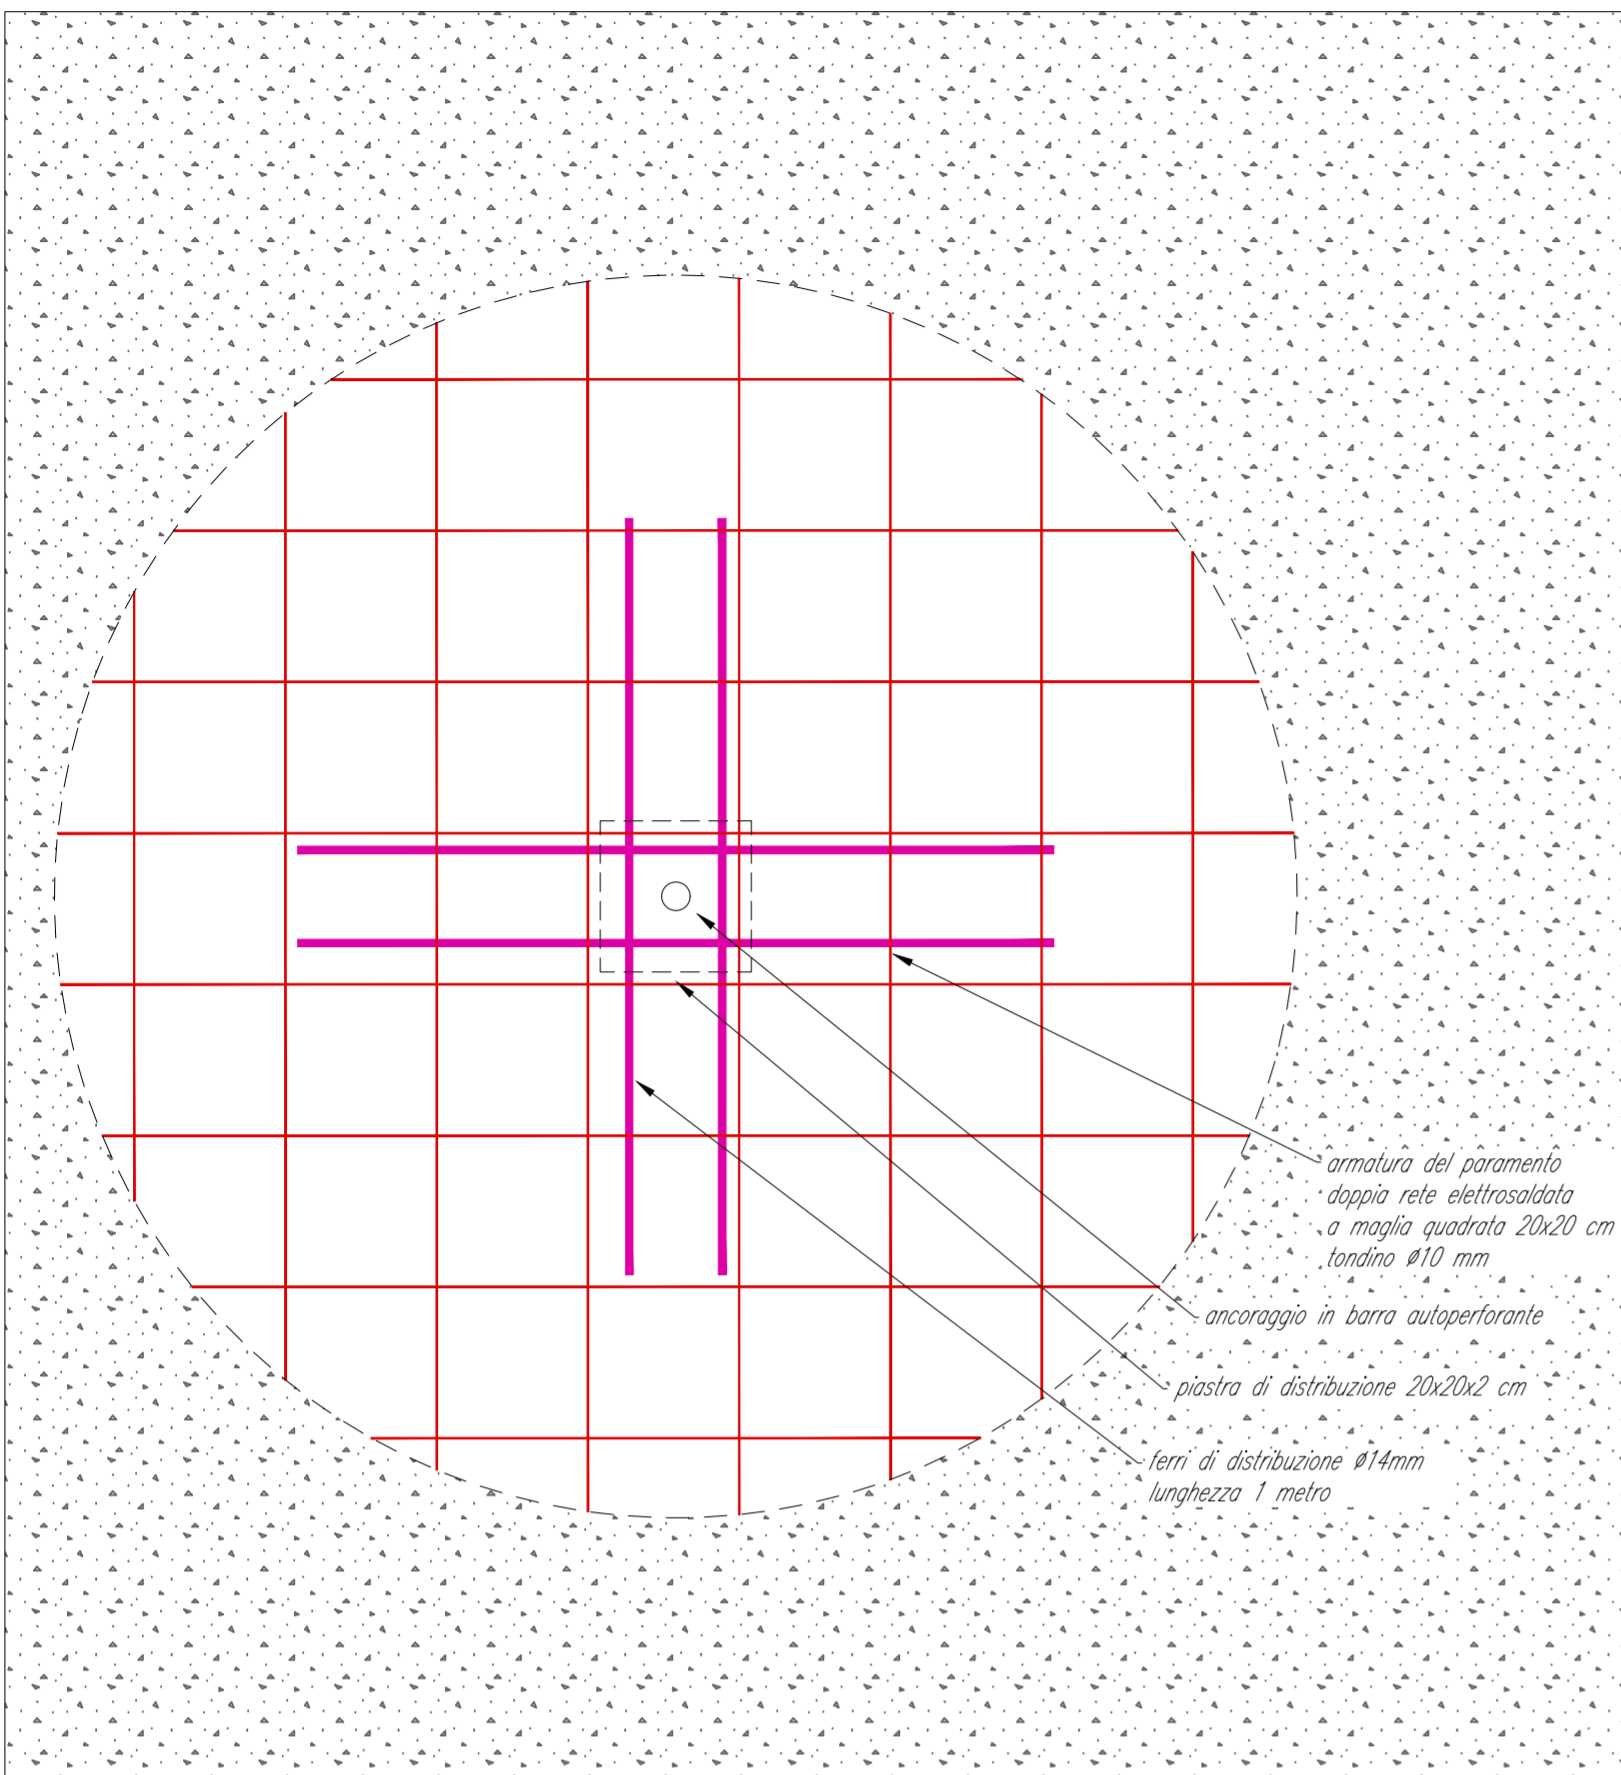 armatura del paramento
doppia rete elettrosaldata
a maglia quadrata 20x20 cm
tondino ø10 mm
ancoraggio in barra autoperforante
piastra di distribuzione 20x20x2 cm
ferri di distribuzione ø14mm
lunghezza 1 metro